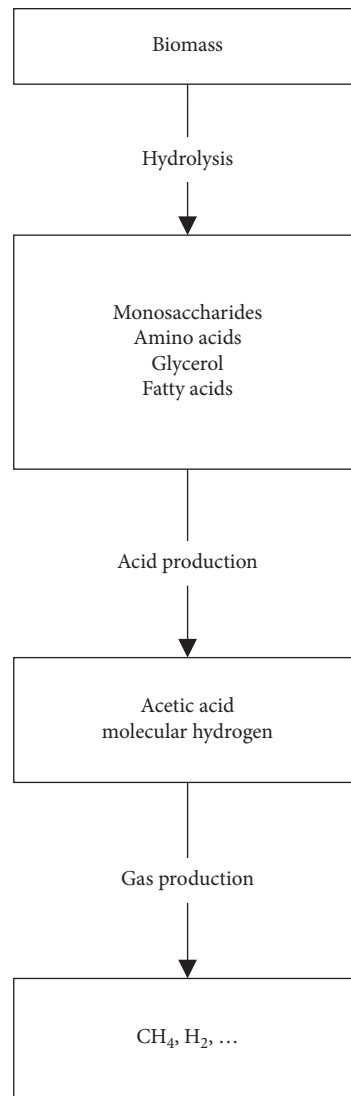 Biomass
Hydrolysis
Monosaccharides
Amino acids
Glycerol
Fatty acids
Acid production
Acetic acid
molecular hydrogen
Gas production
CH₄, H₂, …